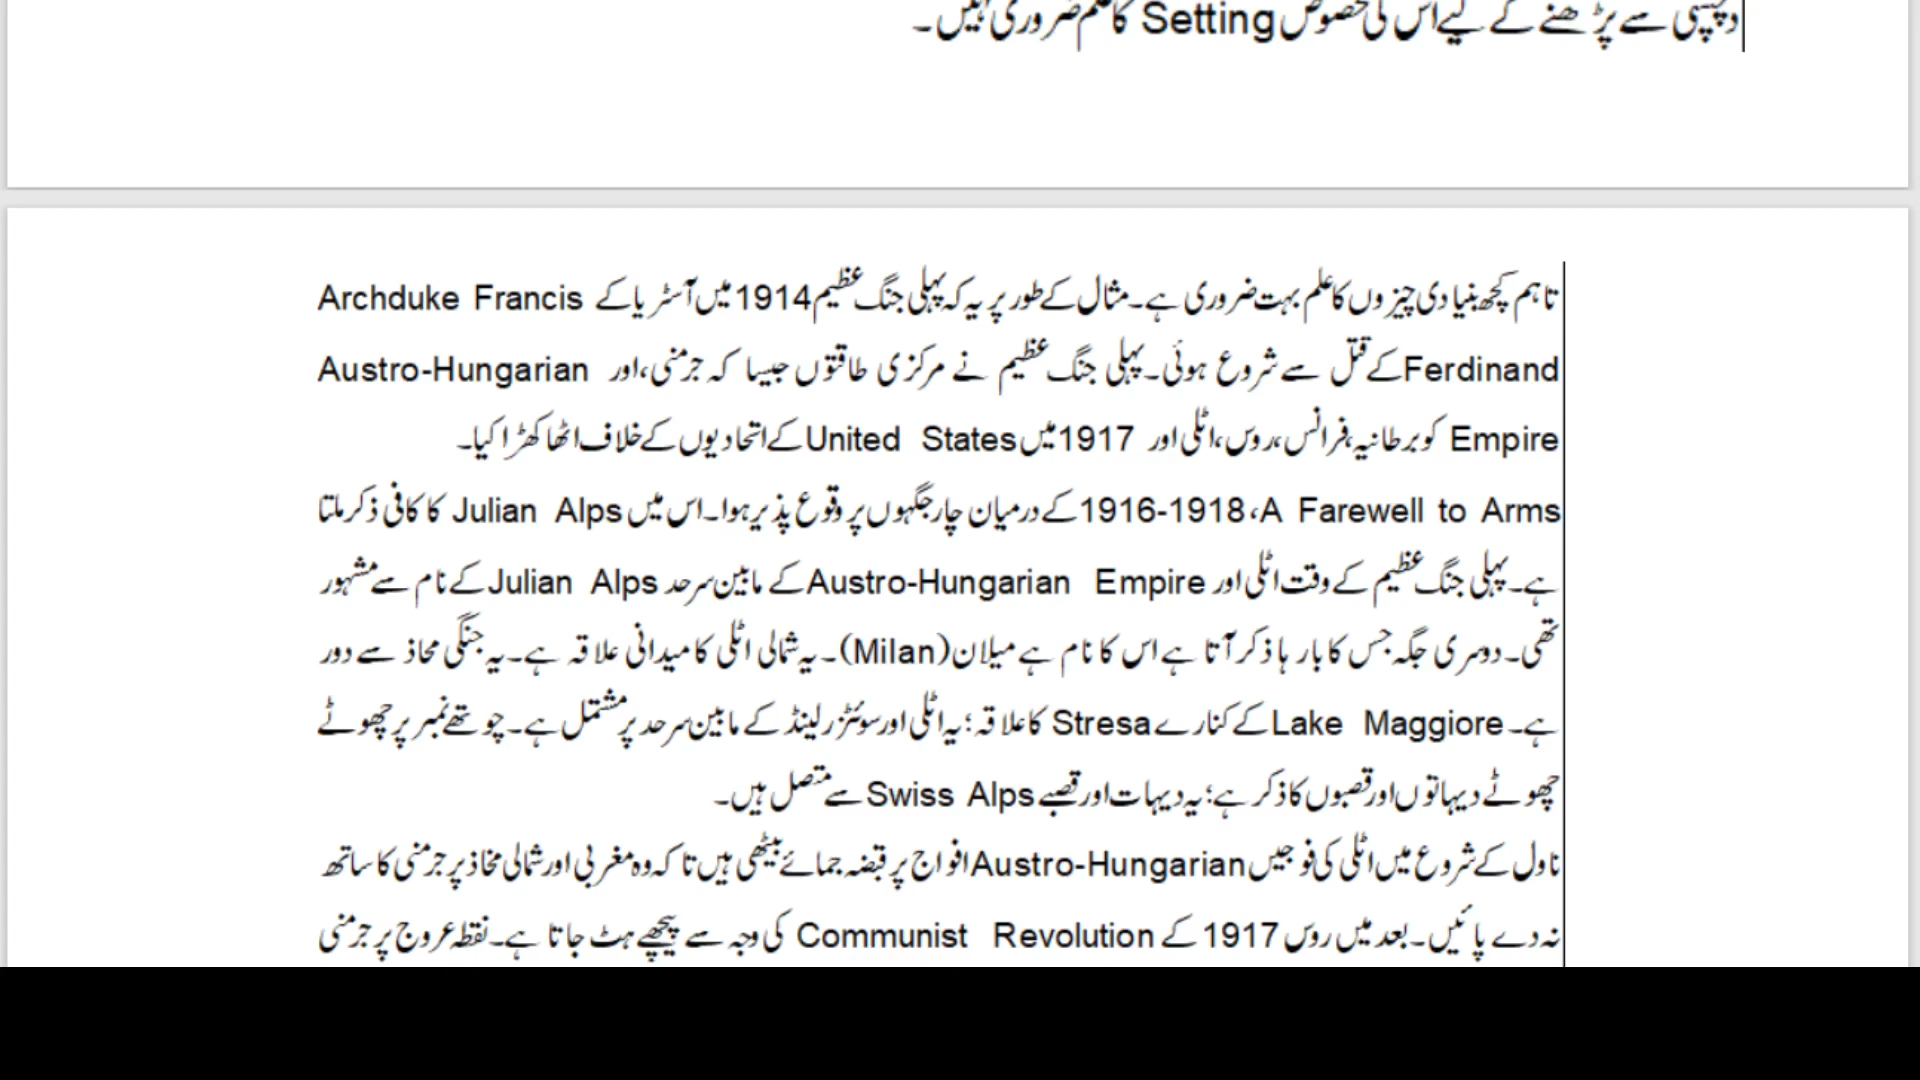 دلچسپی سے پڑھنے کے لیے اس کی خصوص Setting کا علم ضروری نہیں۔
تاہم کچھ بنیادی چیزوں کا علم بہت ضروری ہے۔ مثال کے طور پر یہ کہ پہلی جنگ عظیم 1914 میں آسٹریا کے Archduke Francis
Ferdinand کے قتل سے شروع ہوئی۔ پہلی جنگ عظیم نے مرکزی طاقتوں جیسا کہ جرمنی، اور Austro-Hungarian
Empire کو برطانیہ، فرانس، روس، اٹلی اور 1917 میں United States کے اتحادیوں کے خلاف اٹھا کھڑا کیا۔
A Farewell to Arms، 1916-1918 کے درمیان چار جگہوں پر وقوع پذیر ہوا۔ اس میں Julian Alps کا کافی ذکر ملتا
ہے۔ پہلی جنگ عظیم کے وقت اٹلی اور Austro-Hungarian Empire کے مابین سرحد Julian Alps کے نام سے مشہور
تھی۔ دوسری جگہ جس کا بار ہا ذکر آتا ہے اس کا نام ہے میلان (Milan)۔ یہ شمالی اٹلی کا میدانی علاقہ ہے۔ یہ جنگی محاذ سے دور
ہے۔ Lake Maggiore کے کنارے Stresa کا علاقہ؛ یہ اٹلی اور سوئٹزرلینڈ کے مابین سرحد پر مشتمل ہے۔ چوتھے نمبر پر چھوٹے
چھوٹے دیہاتوں اور قصبوں کا ذکر ہے؛ یہ دیہات اور قصبے Swiss Alps سے متصل ہیں۔
ناول کے شروع میں اٹلی کی فوجیں Austro-Hungarian افواج پر قبضہ جمائے بیٹھی ہیں تا کہ وہ مغربی اور شمالی محاذ پر جرمنی کا ساتھ
نہ دے پائیں۔ بعد میں روس 1917 کے Communist Revolution کی وجہ سے پیچھے ہٹ جاتا ہے۔ نقطہ عروج پر جرمنی